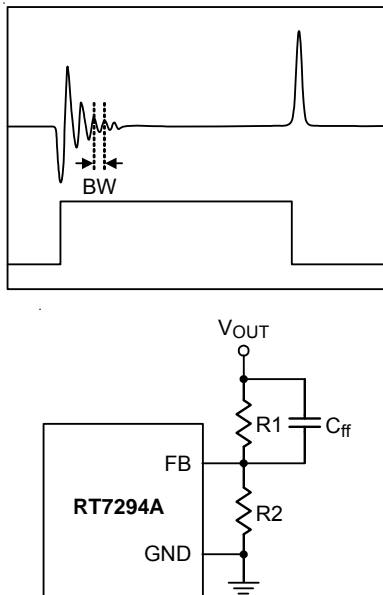 BW
VOUT
R1
Cff
FB
RT7294A
R2
GND